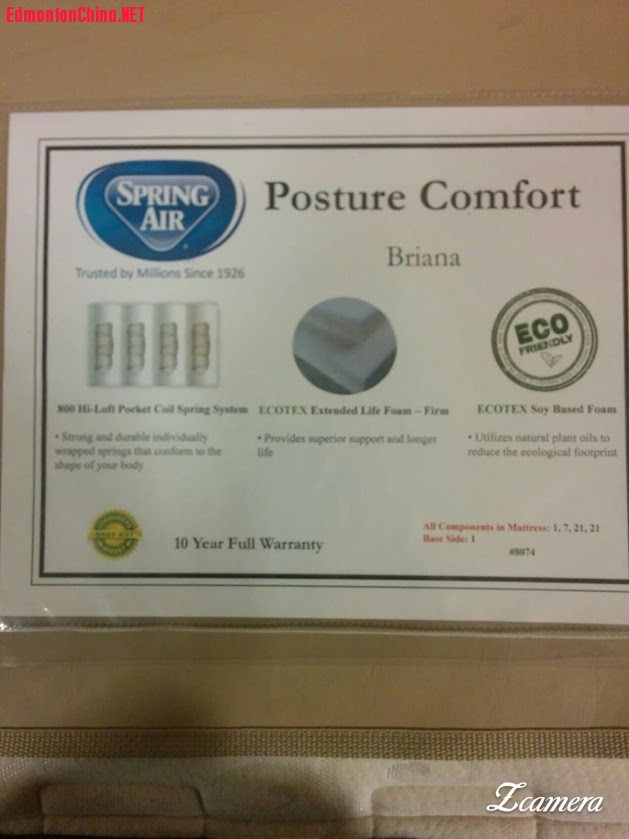 EdmontonChina.NET
SPRING
AIR
Trusted by Millions Since 1926
Posture Comfort
Briana
800 Hi-Loft Pocket Coil Spring System
• Strong and durable individually
wrapped springs that conform to the
shape of your body
ECOTEX Extended Life Foam – Firm
• Provides superior support and longer
life
ECO
FRIENDLY
ECOTEX Soy Based Foam
• Utilizes natural plant oils to
reduce the ecological footprint
BEST BUY
10 Year Full Warranty
All Components in Mattress: 1, 7, 21, 21
Base Side: 1
#8074
Zcamera